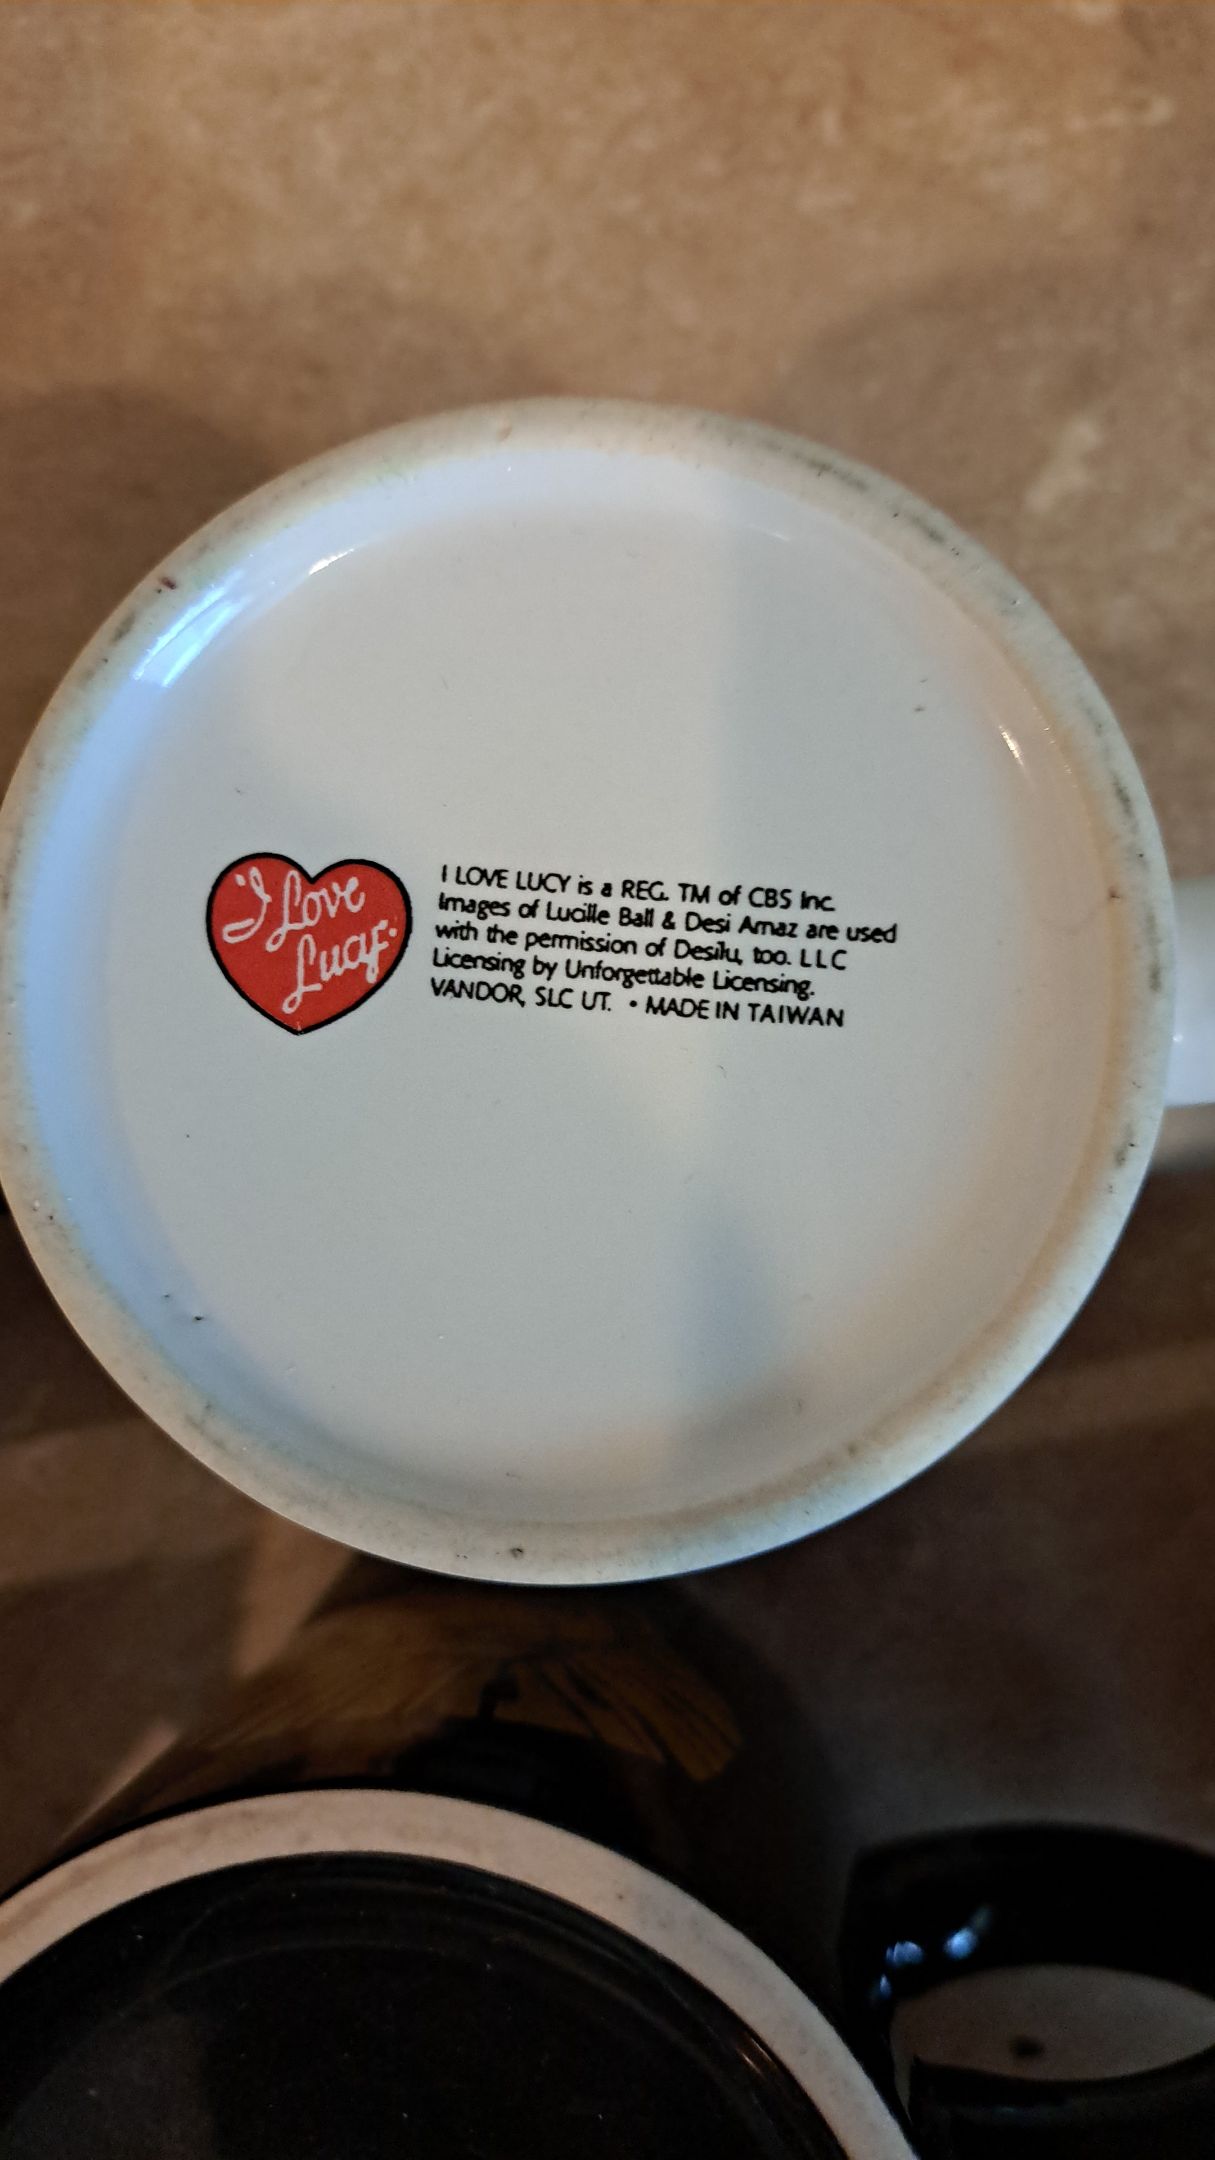 I Love
Lucy.
I LOVE LUCY is a REG. TM of CBS Inc.
Images of Lucille Ball & Desi Arnaz are used
with the permission of Desilu, too. LLC
Licensing by Unforgettable Licensing.
VANDOR, SLC UT. • MADE IN TAIWAN